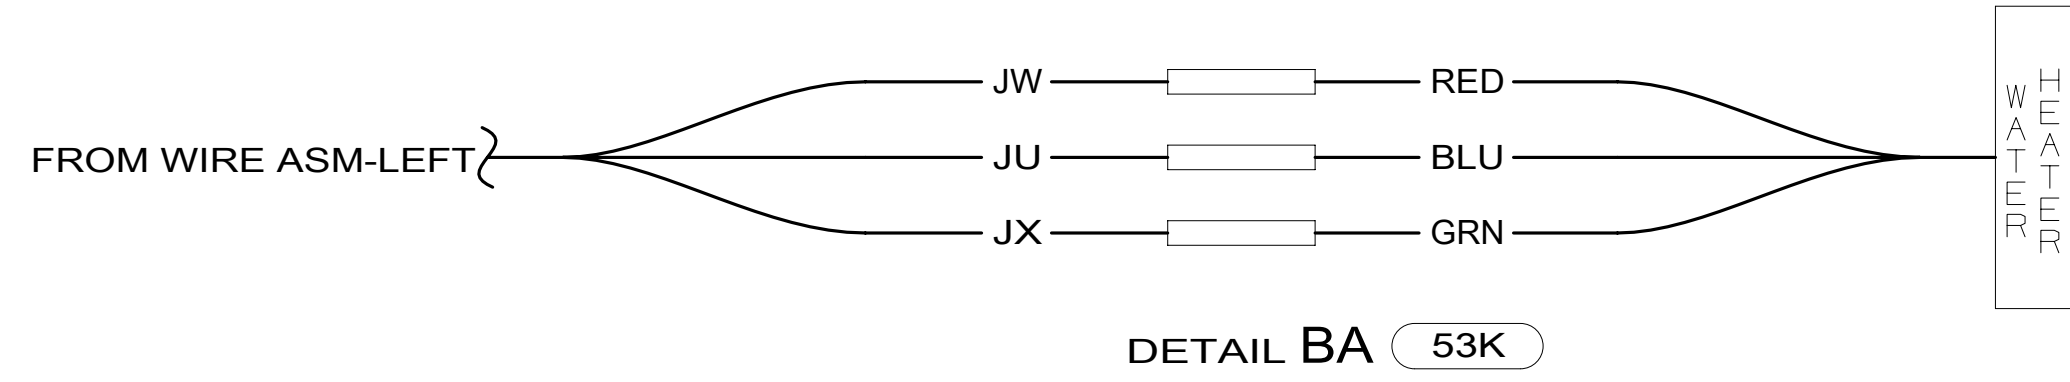 JW RED
FROM WIRE ASM-LEFT JU BLU
JX GRN
WATER
HEATER
DETAIL BA 53K